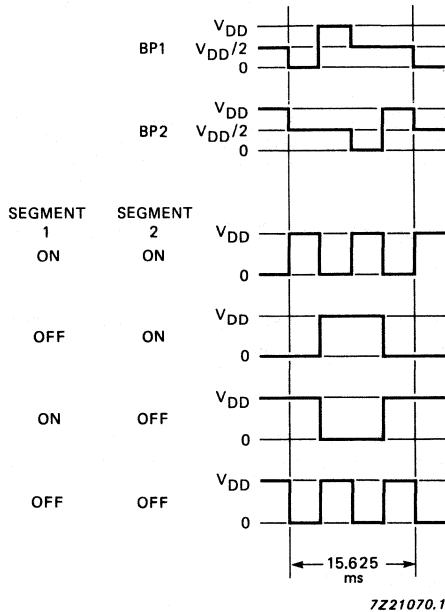 BP1
VDD
VDD/2
0
BP2
VDD
VDD/2
0
SEGMENT 1
SEGMENT 2
ON
ON
VDD
0
OFF
ON
VDD
0
ON
OFF
VDD
0
OFF
OFF
VDD
0
15.625
ms
7Z21070.1